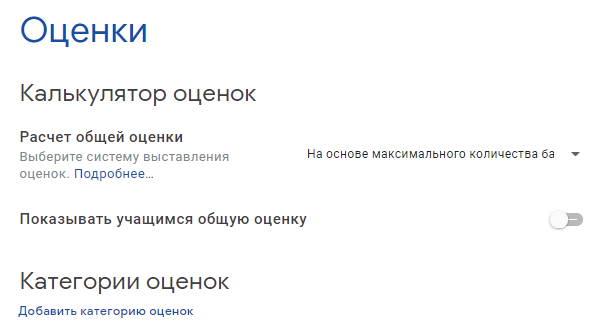 Оценки
Калькулятор оценок
Расчет общей оценки
Выберите систему выставления
оценок. Подробнее…
На основе максимального количества ба
Показывать учащимся общую оценку
Категории оценок
Добавить категорию оценок